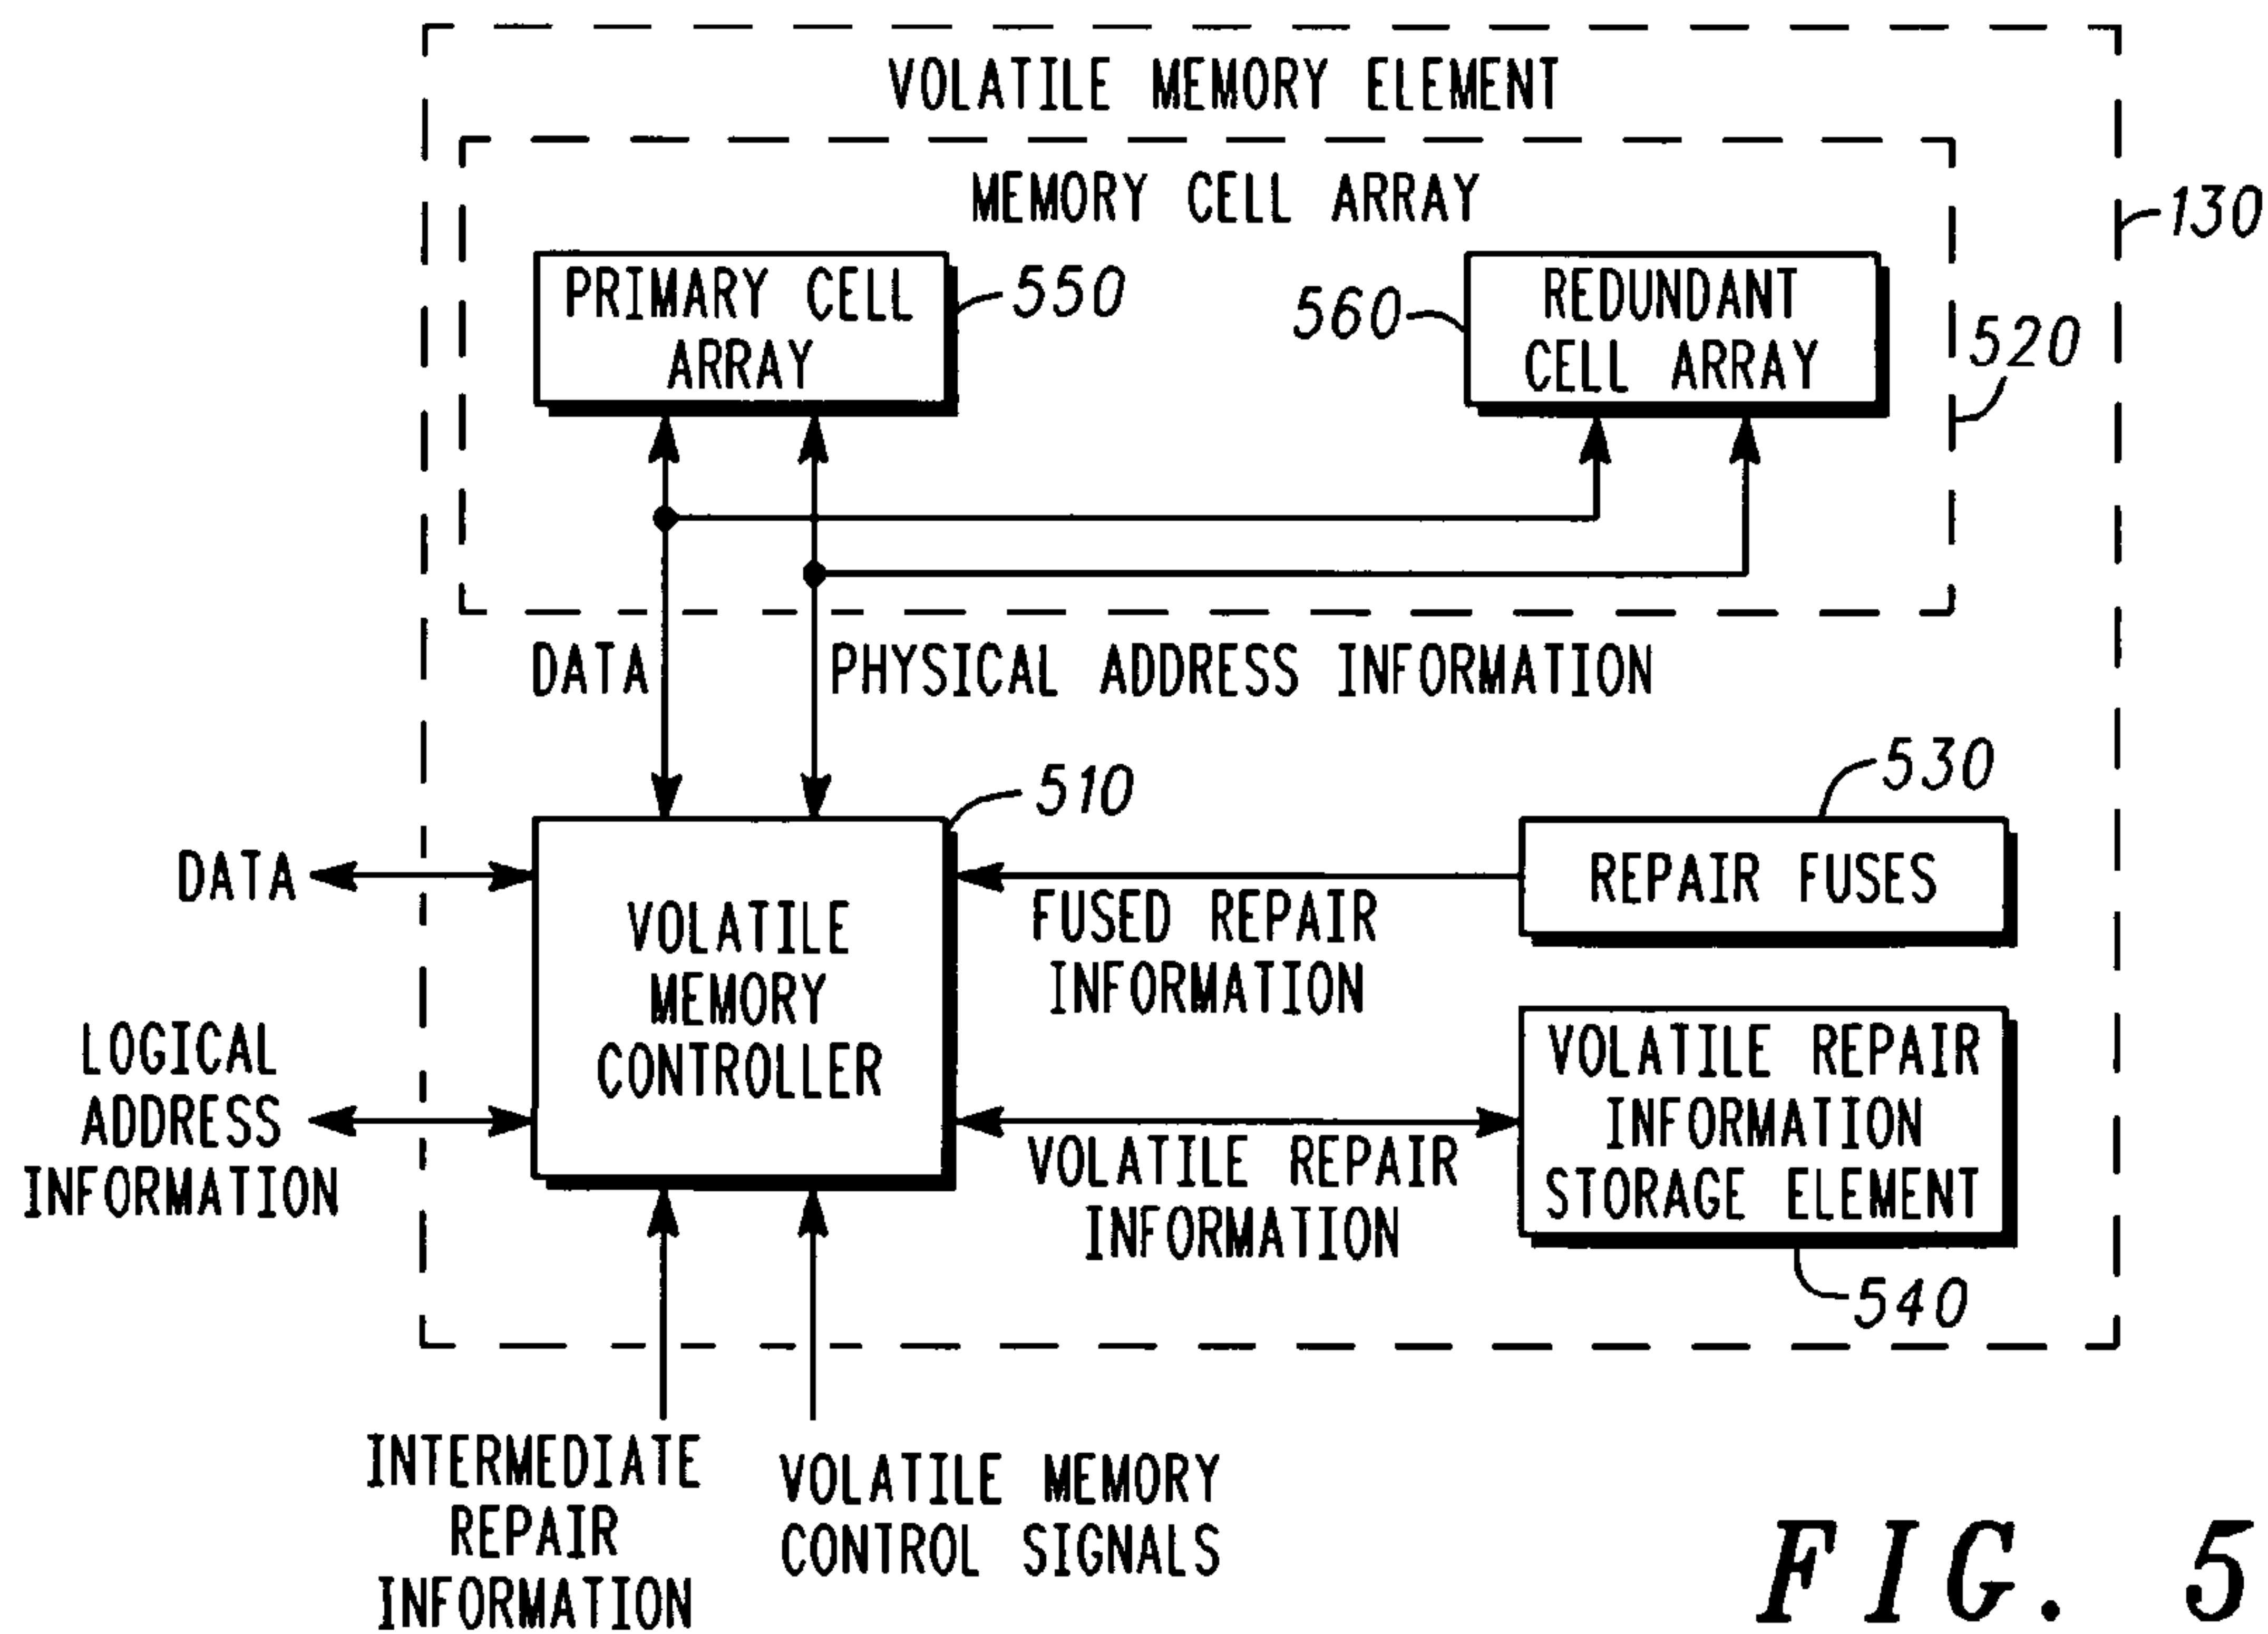 VOLATILE MEMORY ELEMENT
MEMORY CELL ARRAY
130
PRIMARY CELL
ARRAY
550
560
REDUNDANT
CELL ARRAY
520
DATA
PHYSICAL ADDRESS INFORMATION
510
530
DATA
VOLATILE
MEMORY
CONTROLLER
FUSED REPAIR
INFORMATION
REPAIR FUSES
LOGICAL
ADDRESS
INFORMATION
VOLATILE REPAIR
INFORMATION
VOLATILE REPAIR
INFORMATION
STORAGE ELEMENT
540
INTERMEDIATE
REPAIR
INFORMATION
VOLATILE MEMORY
CONTROL SIGNALS
FIG. 5